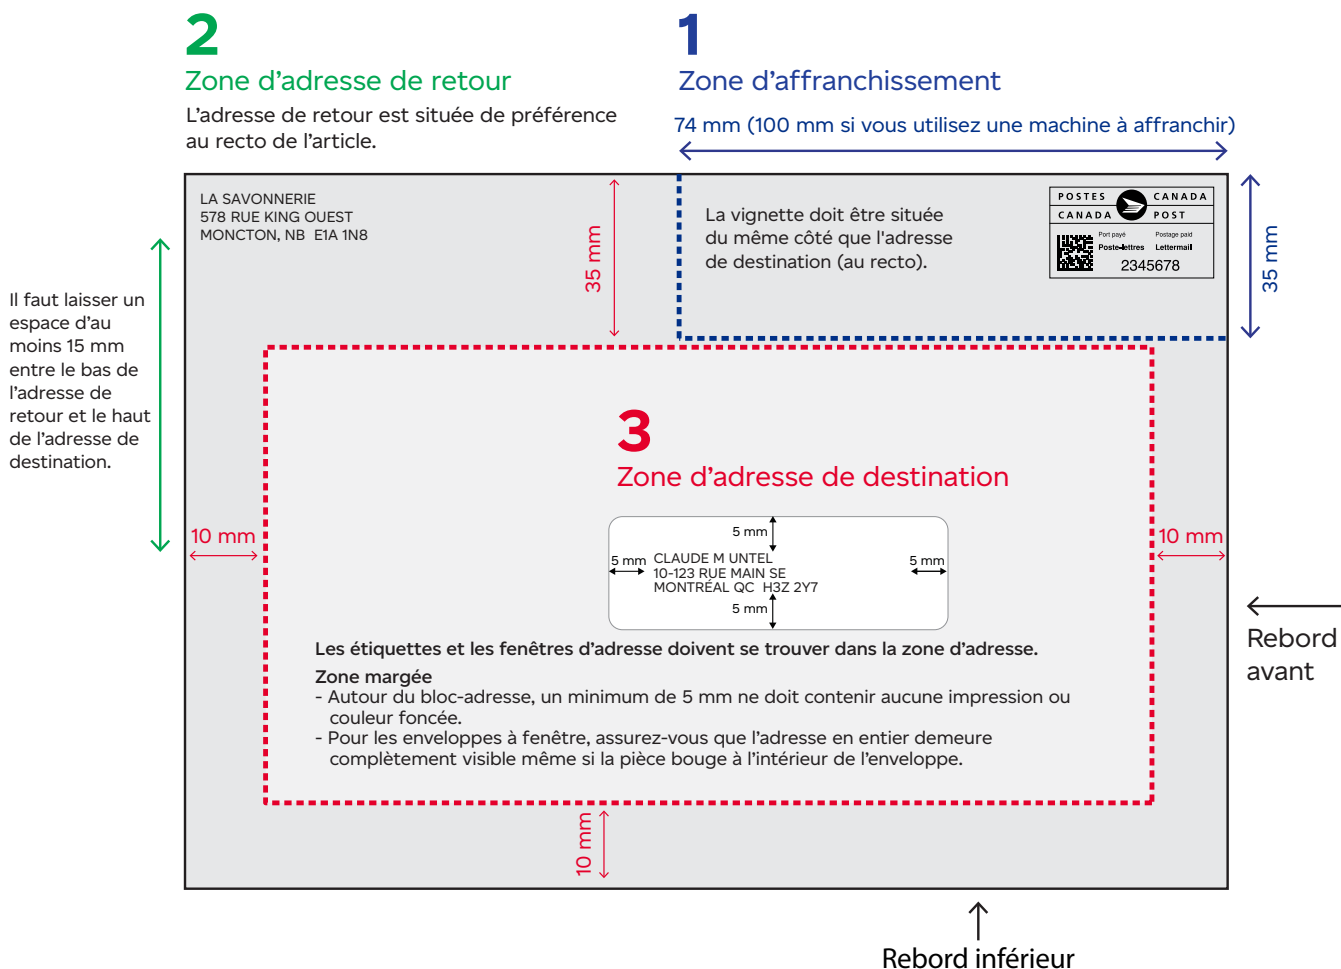 2
Zone d'adresse de retour
L'adresse de retour est située de préférence
au recto de l'article.
1
Zone d'affranchissement
74 mm (100 mm si vous utilisez une machine à affranchir)
LA SAVONNERIE
578 RUE KING OUEST
MONCTON, NB  E1A 1N8
35 mm
La vignette doit être située
du même côté que l'adresse
de destination (au recto).
POSTES CANADA
CANADA POST
Port payé Postage paid
Poste-lettres Lettermail
2345678
35 mm
Il faut laisser un
espace d'au
moins 15 mm
entre le bas de
l'adresse de
retour et le haut
de l'adresse de
destination.
3
Zone d'adresse de destination
10 mm
10 mm
5 mm
5 mm
CLAUDE M UNTEL
10-123 RUE MAIN SE
MONTRÉAL QC  H3Z 2Y7
5 mm
5 mm
Les étiquettes et les fenêtres d'adresse doivent se trouver dans la zone d'adresse.
Zone margée
- Autour du bloc-adresse, un minimum de 5 mm ne doit contenir aucune impression ou
couleur foncée.
- Pour les enveloppes à fenêtre, assurez-vous que l'adresse en entier demeure
complètement visible même si la pièce bouge à l'intérieur de l'enveloppe.
10 mm
Rebord
avant
Rebord inférieur